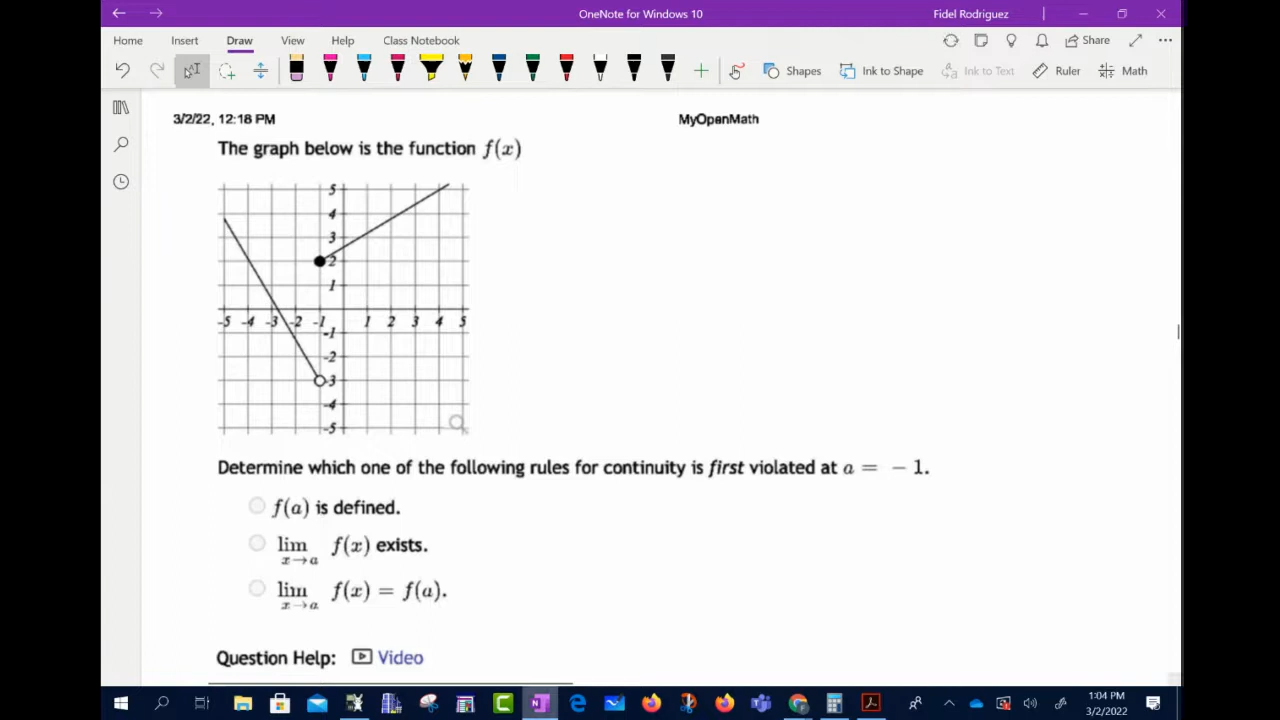 OneNote for Windows 10
Fidel Rodriguez
Home Insert Draw View Help Class Notebook
Share
Shapes Ink to Shape Ink to Text Ruler Math
3/2/22, 12:18 PM MyOpenMath
The graph below is the function f(x)
5
4
3
2
1
-5 -4 -3 -2 -1 1 2 3 4 5
-1
-2
-3
-4
-5
Determine which one of the following rules for continuity is first violated at a = − 1.
f(a) is defined.
lim x→a f(x) exists.
lim x→a f(x) = f(a).
Question Help: Video
1:04 PM
3/2/2022